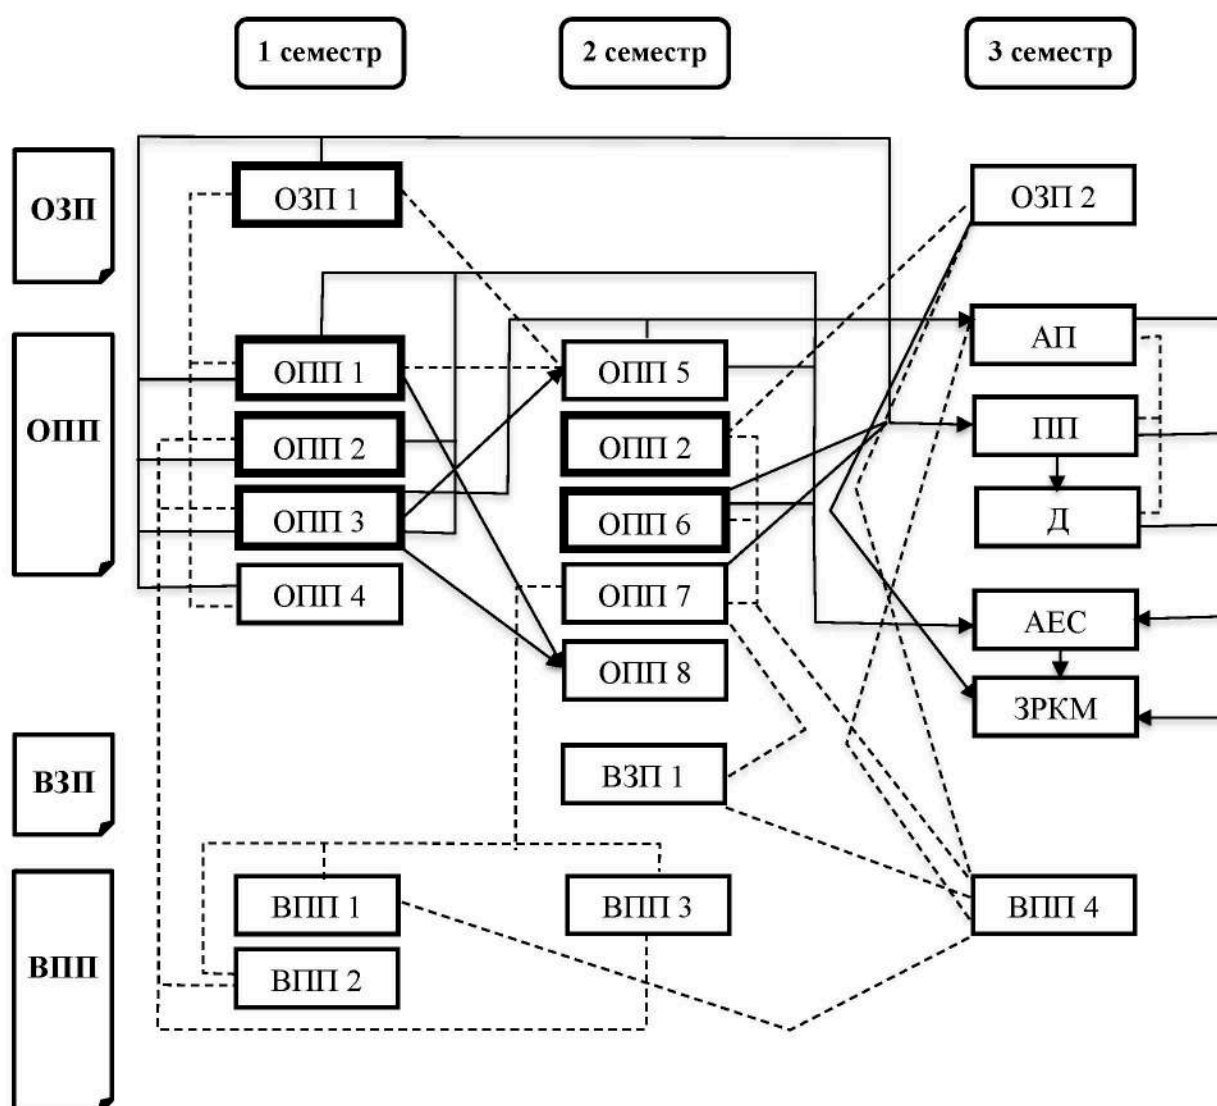 1 семестр 2 семестр 3 семестр
ОЗП ОЗП 1 ОЗП 2
АП
ОПП 1 ОПП 5
ОПП ОПП 2 ОПП 2 ПП
ОПП 3 ОПП 6 Д
ОПП 4 ОПП 7 АЕС
ОПП 8 ЗРКМ
ВЗП ВЗП 1
ВПП 1 ВПП 3 ВПП 4
ВПП ВПП 2